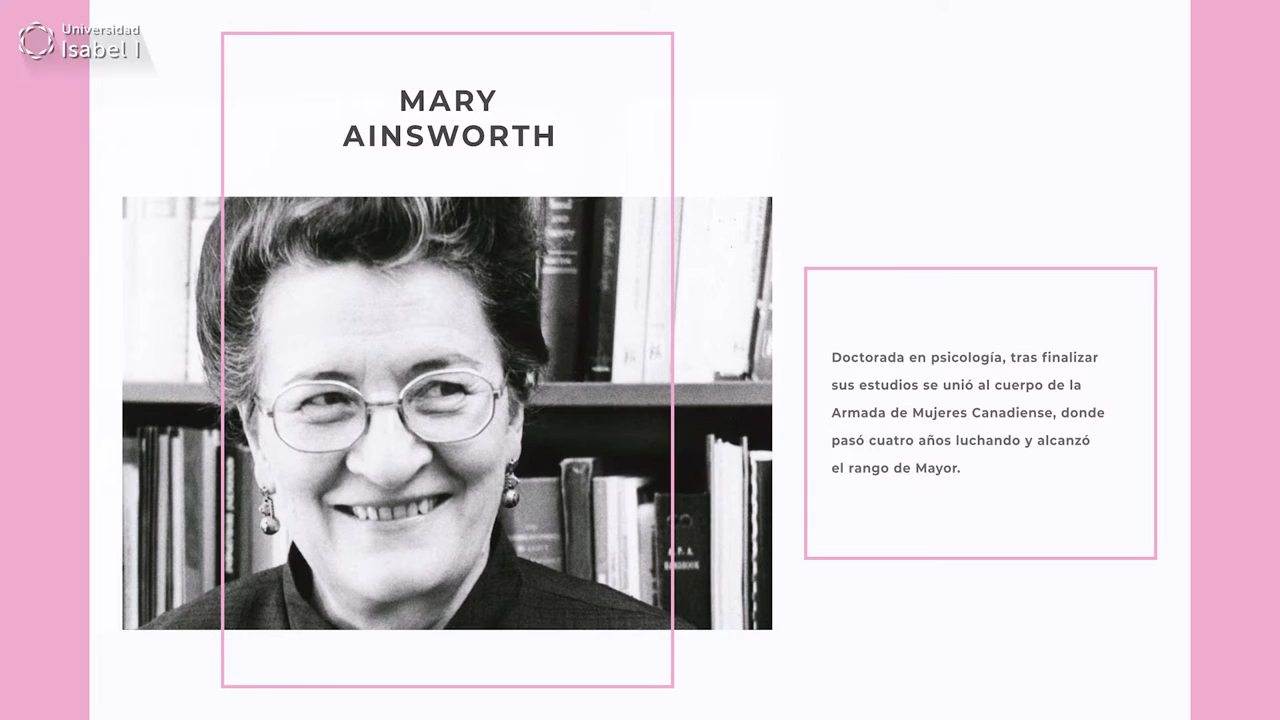 Universidad
Isabel I
MARY
AINSWORTH
Doctorada en psicología, tras finalizar
sus estudios se unió al cuerpo de la
Armada de Mujeres Canadiense, donde
pasó cuatro años luchando y alcanzó
el rango de Mayor.
A.P.A.